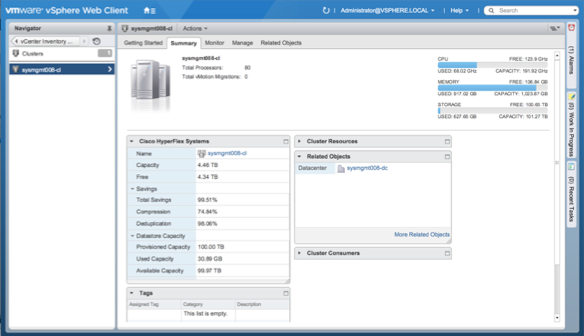 vmware® vSphere Web Client
Administrator@VSPHERE.LOCAL
Help
Search
Navigator
vCenter Inventory ...
Clusters
sysmgmt008-cl
sysmgmt008-cl Actions
Getting Started Summary Monitor Manage Related Objects
sysmgmt008-cl
Total Processors: 80
Total vMotion Migrations: 0
CPU FREE: 123.9 GHz
USED: 68.02 GHz CAPACITY: 191.92 GHz
MEMORY FREE: 106.84 GB
USED: 917.02 GB CAPACITY: 1,023.87 GB
STORAGE FREE: 100.65 TB
USED: 627.65 GB CAPACITY: 101.27 TB
Cisco HyperFlex Systems
Name sysmgmt008-cl
Capacity 4.46 TB
Free 4.34 TB
Savings
Total Savings 99.51%
Compression 74.84%
Deduplication 98.06%
Datastore Capacity
Provisioned Capacity 100.00 TB
Used Capacity 30.89 GB
Available Capacity 99.97 TB
Tags
Assigned Tag Category Description
This list is empty.
Cluster Resources
Related Objects
Datacenter sysmgmt008-dc
More Related Objects
Cluster Consumers
(1) Alarms
(0) Work In Progress
(0) Recent Tasks